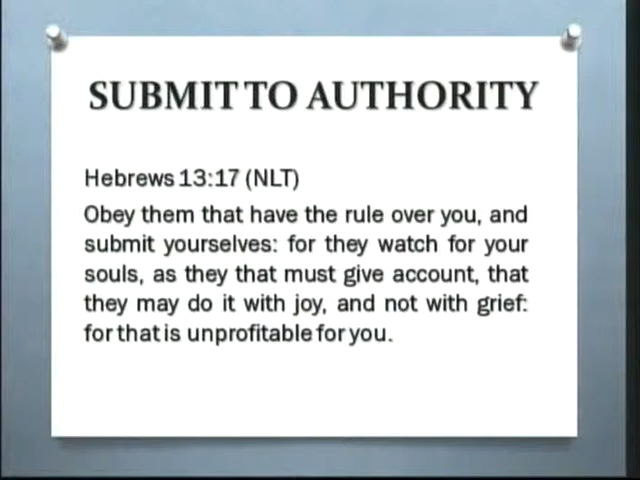 SUBMIT TO AUTHORITY
Hebrews 13:17 (NLT)
Obey them that have the rule over you, and
submit yourselves: for they watch for your
souls, as they that must give account, that
they may do it with joy, and not with grief:
for that is unprofitable for you.